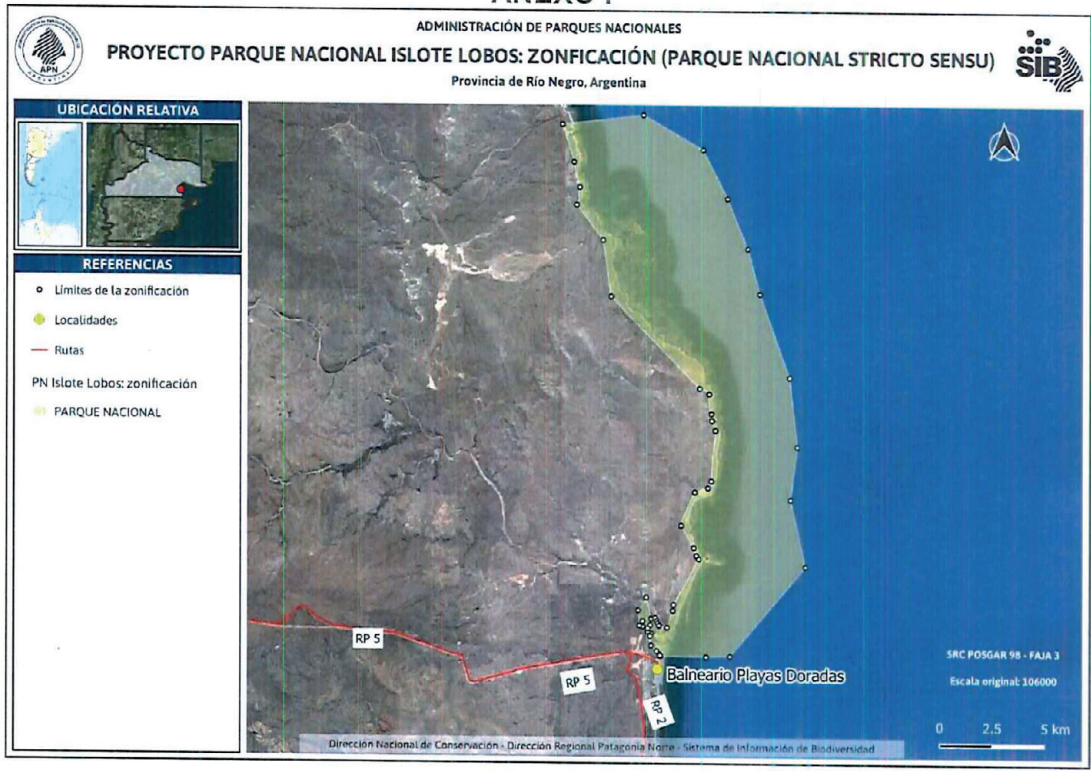 ANEXO I
ADMINISTRACIÓN DE PARQUES NACIONALES
PROYECTO PARQUE NACIONAL ISLOTE LOBOS: ZONFICACIÓN (PARQUE NACIONAL STRICTO SENSU)
Provincia de Río Negro, Argentina
APN
ARGENTINA
SIB
UBICACIÓN RELATIVA
REFERENCIAS
Límites de la zonificación
Localidades
Rutas
PN Islote Lobos: zonificación
PARQUE NACIONAL
RP 5
RP 5
RP 2
Balneario Playas Doradas
SRC POSGAR 98 - FAJA 3
Escala original: 106000
0 2.5 5 km
Dirección Nacional de Conservación - Dirección Regional Patagonia Norte - Sistema de Información de Biodiversidad